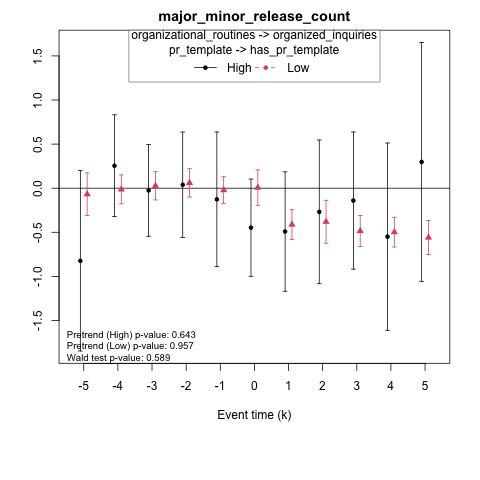 major_minor_release_count
organizational_routines -> organized_inquiries
pr_template -> has_pr_template
High
Low
1.5
1.0
0.5
0.0
-0.5
-1.0
-1.5
Pretrend (High) p-value: 0.643
Pretrend (Low) p-value: 0.957
Wald test p-value: 0.589
-5 -4 -3 -2 -1 0 1 2 3 4 5
Event time (k)